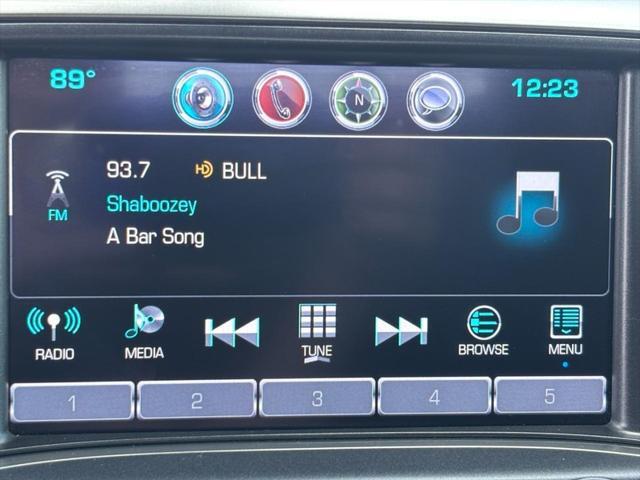 89°
N
12:23
93.7 HD BULL
FM
Shaboozey
A Bar Song
RADIO
MEDIA
TUNE
BROWSE
MENU
1 2 3 4 5